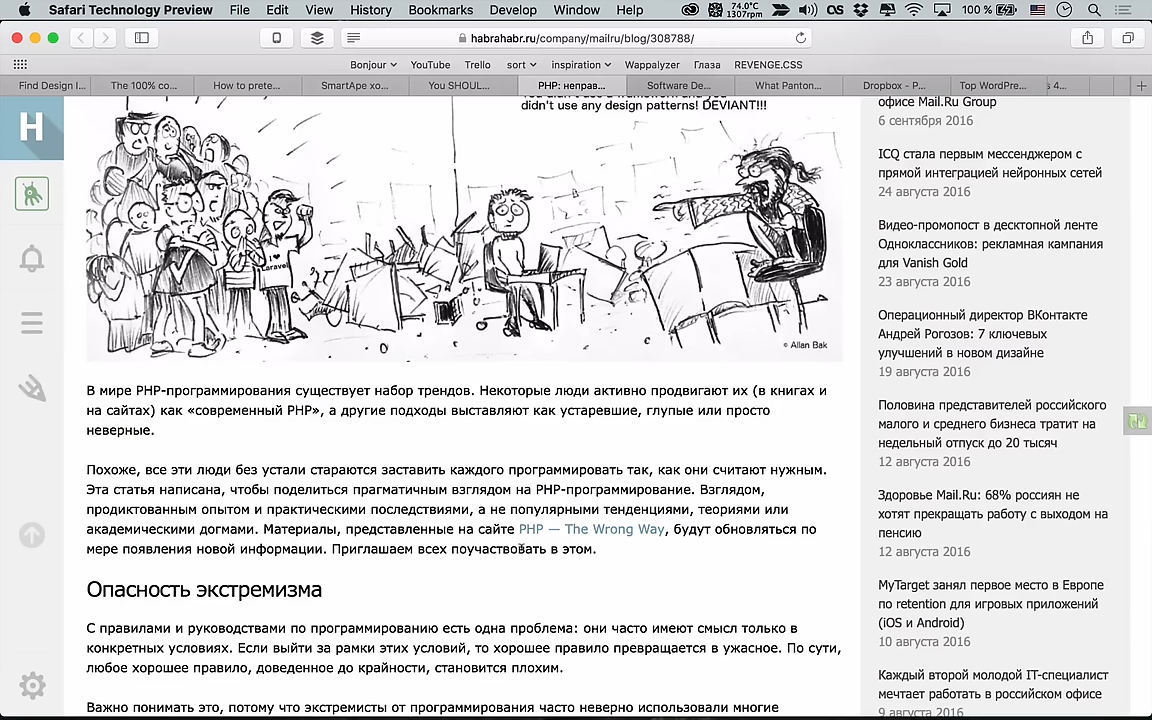 Safari Technology Preview File Edit View History Bookmarks Develop Window Help 74.0°C 1307rpm 100 %
habrahabr.ru/company/mailru/blog/308788/
Bonjour YouTube Trello sort inspiration Wappalyzer Глаза REVENGE.CSS
Find Design I... The 100% co... How to prete... SmartApe хо... You SHOUL... PHP: неправ... Software De... What Panton... Dropbox - P... Top WordPre...
H
didn't use any design patterns! DEVIANT!!!
I ♥ Laravel
© Allan Bak
В мире PHP-программирования существует набор трендов. Некоторые люди активно продвигают их (в книгах и
на сайтах) как «современный PHP», а другие подходы выставляют как устаревшие, глупые или просто
неверные.
Похоже, все эти люди без устали стараются заставить каждого программировать так, как они считают нужным.
Эта статья написана, чтобы поделиться прагматичным взглядом на PHP-программирование. Взглядом,
продиктованным опытом и практическими последствиями, а не популярными тенденциями, теориями или
академическими догмами. Материалы, представленные на сайте PHP — The Wrong Way, будут обновляться по
мере появления новой информации. Приглашаем всех поучаствовать в этом.
Опасность экстремизма
С правилами и руководствами по программированию есть одна проблема: они часто имеют смысл только в
конкретных условиях. Если выйти за рамки этих условий, то хорошее правило превращается в ужасное. По сути,
любое хорошее правило, доведенное до крайности, становится плохим.
Важно понимать это, потому что экстремисты от программирования часто неверно использовали многие
офисе Mail.Ru Group
6 сентября 2016
ICQ стала первым мессенджером с
прямой интеграцией нейронных сетей
24 августа 2016
Видео-промопост в десктопной ленте
Одноклассников: рекламная кампания
для Vanish Gold
23 августа 2016
Операционный директор ВКонтакте
Андрей Рогозов: 7 ключевых
улучшений в новом дизайне
19 августа 2016
Половина представителей российского
малого и среднего бизнеса тратит на
недельный отпуск до 20 тысяч
12 августа 2016
Здоровье Mail.Ru: 68% россиян не
хотят прекращать работу с выходом на
пенсию
12 августа 2016
MyTarget занял первое место в Европе
по retention для игровых приложений
(iOS и Android)
10 августа 2016
Каждый второй молодой IT-специалист
мечтает работать в российском офисе
9 августа 2016